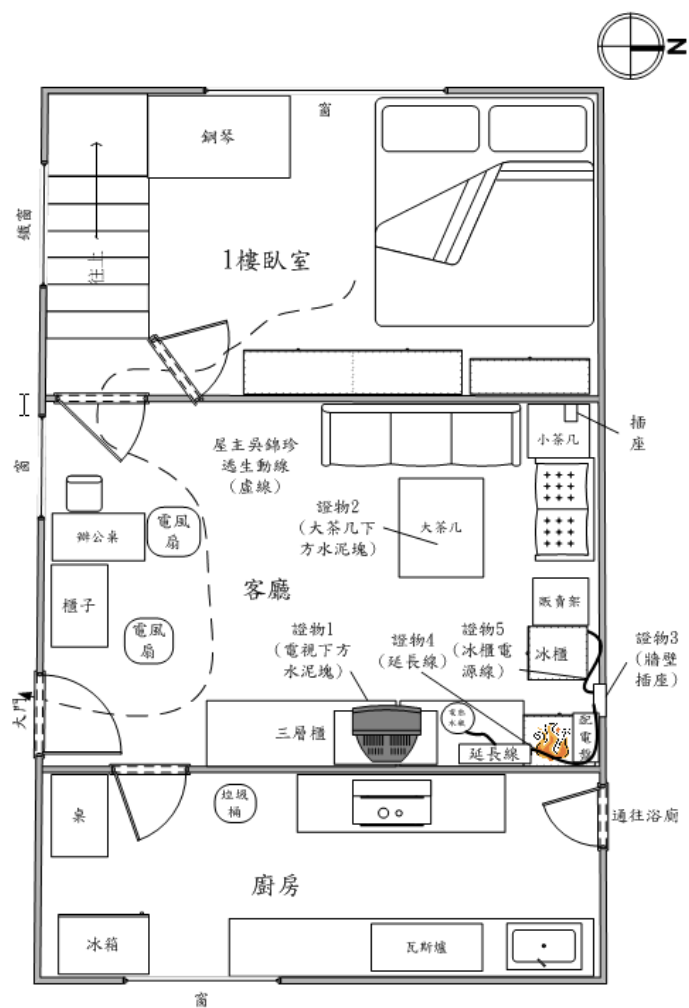 N
窗
鋼琴
鐵窗
往上
1樓臥室
插
座
小茶几
屋主吳錦珍
逃生動線
(虛線)
窗
證物2
(大茶几下
方水泥塊)
大茶几
電風
扇
辦公桌
客廳
櫃子
販賣架
電風
扇
證物1
(電視下方
水泥塊)
證物4
(延長線)
證物5
(冰櫃電
源線)
冰櫃
證物3
(牆壁
插座)
大門
三層櫃
配
電
延長線
桌
垃圾
桶
通往浴廁
廚房
冰箱
瓦斯爐
窗